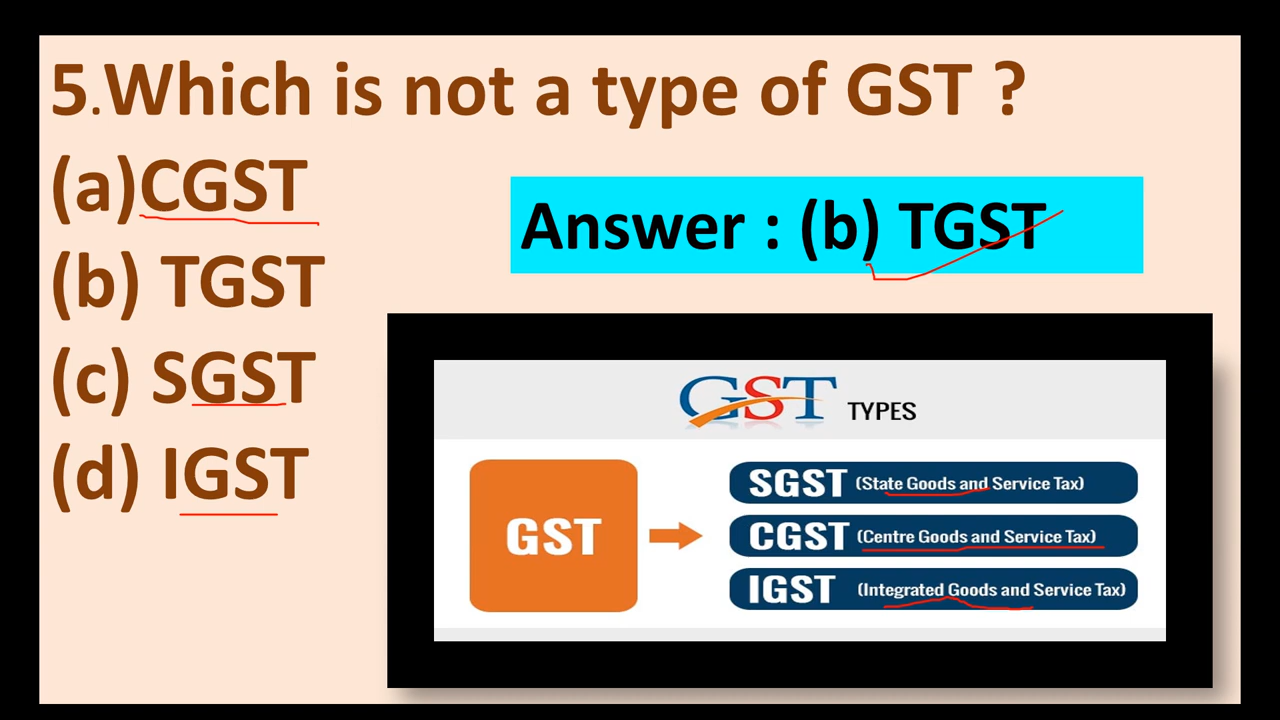 5.Which is not a type of GST ?
(a)CGST
(b) TGST
(c) SGST
(d) IGST
Answer : (b) TGST
GST TYPES
GST
SGST (State Goods and Service Tax)
CGST (Centre Goods and Service Tax)
IGST (Integrated Goods and Service Tax)